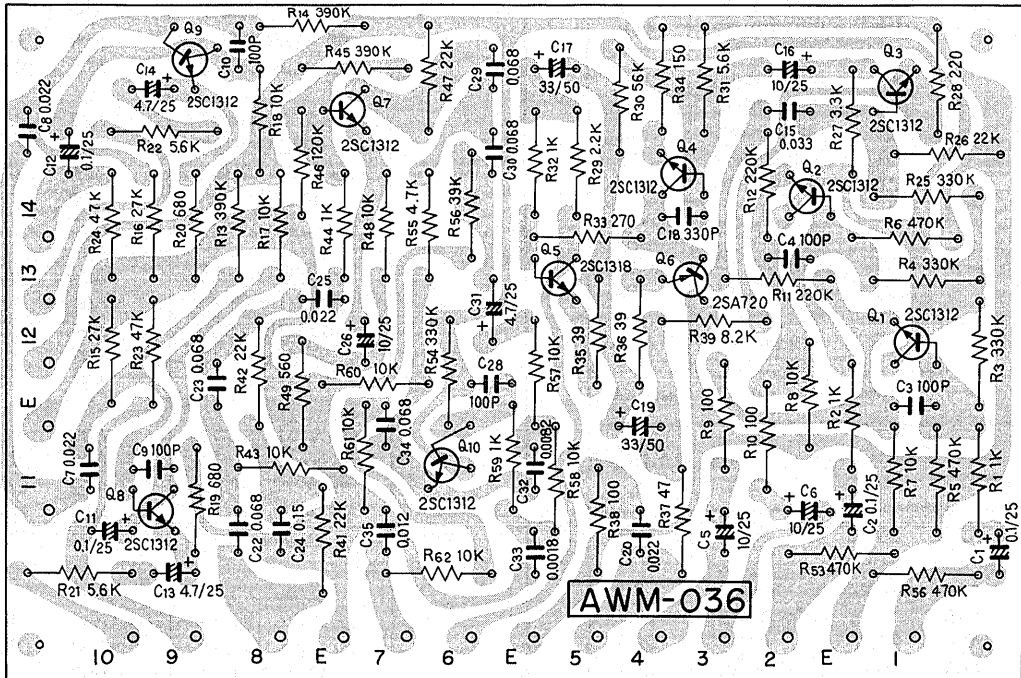 R14 390K
Q9
C10 100P
R45 390K
R47 22K
C29 0.068
C17
33/50
R30 56K
R34 150
R31 5.6K
C16
10/25
Q3
2SC1312
R28 220
C14
4.7/25
2SC1312
C8 0.022
C12 0.1/25
R22 5.6K
R18 10K
Q7
2SC1312
R46 120K
C30 0.068
R32 1K
R29 2.2K
Q4
2SC1312
C15
0.033
R27 3.3K
R26 22K
R12 220K
Q2
2SC1312
R25 330K
14
R24 47K
R16 27K
R20 680
R13 390K
R17 10K
R44 1K
R48 10K
R55 4.7K
R56 39K
R33 270
C18 330P
R6 470K
C4 100P
13
Q5
2SC1318
Q6
2SA720
R11 220K
R4 330K
C25
0.022
C31
4.7/25
12
R15 27K
R23 47K
C23 0.068
R42 22K
R49 560
C26 10/25
R60 10K
R54 330K
C28
100P
R57 10K
R35 39
R36 39
R39 8.2K
Q1
2SC1312
R3 330K
E
C3 100P
R8 10K
R2 1K
R9 100
R10 100
C19
33/50
R61 10K
C34 0.068
Q10
2SC1312
R59 1K
C32 0.0082
R58 10K
11
C7 0.022
C9 100P
R43 10K
R19 680
Q8
2SC1312
C11
0.1/25
C22 0.068
C24 0.15
R41 22K
C35 0.012
R62 10K
C33 0.0018
R38 100
C20 0.022
R37 47
C5 10/25
C6
10/25
C2 0.1/25
R7 10K
R5 470K
R1 1K
C1 0.1/25
R21 5.6K
C13 4.7/25
R53 470K
R56 470K
AWM-036
10 9 8 E 7 6 E 5 4 3 2 E 1